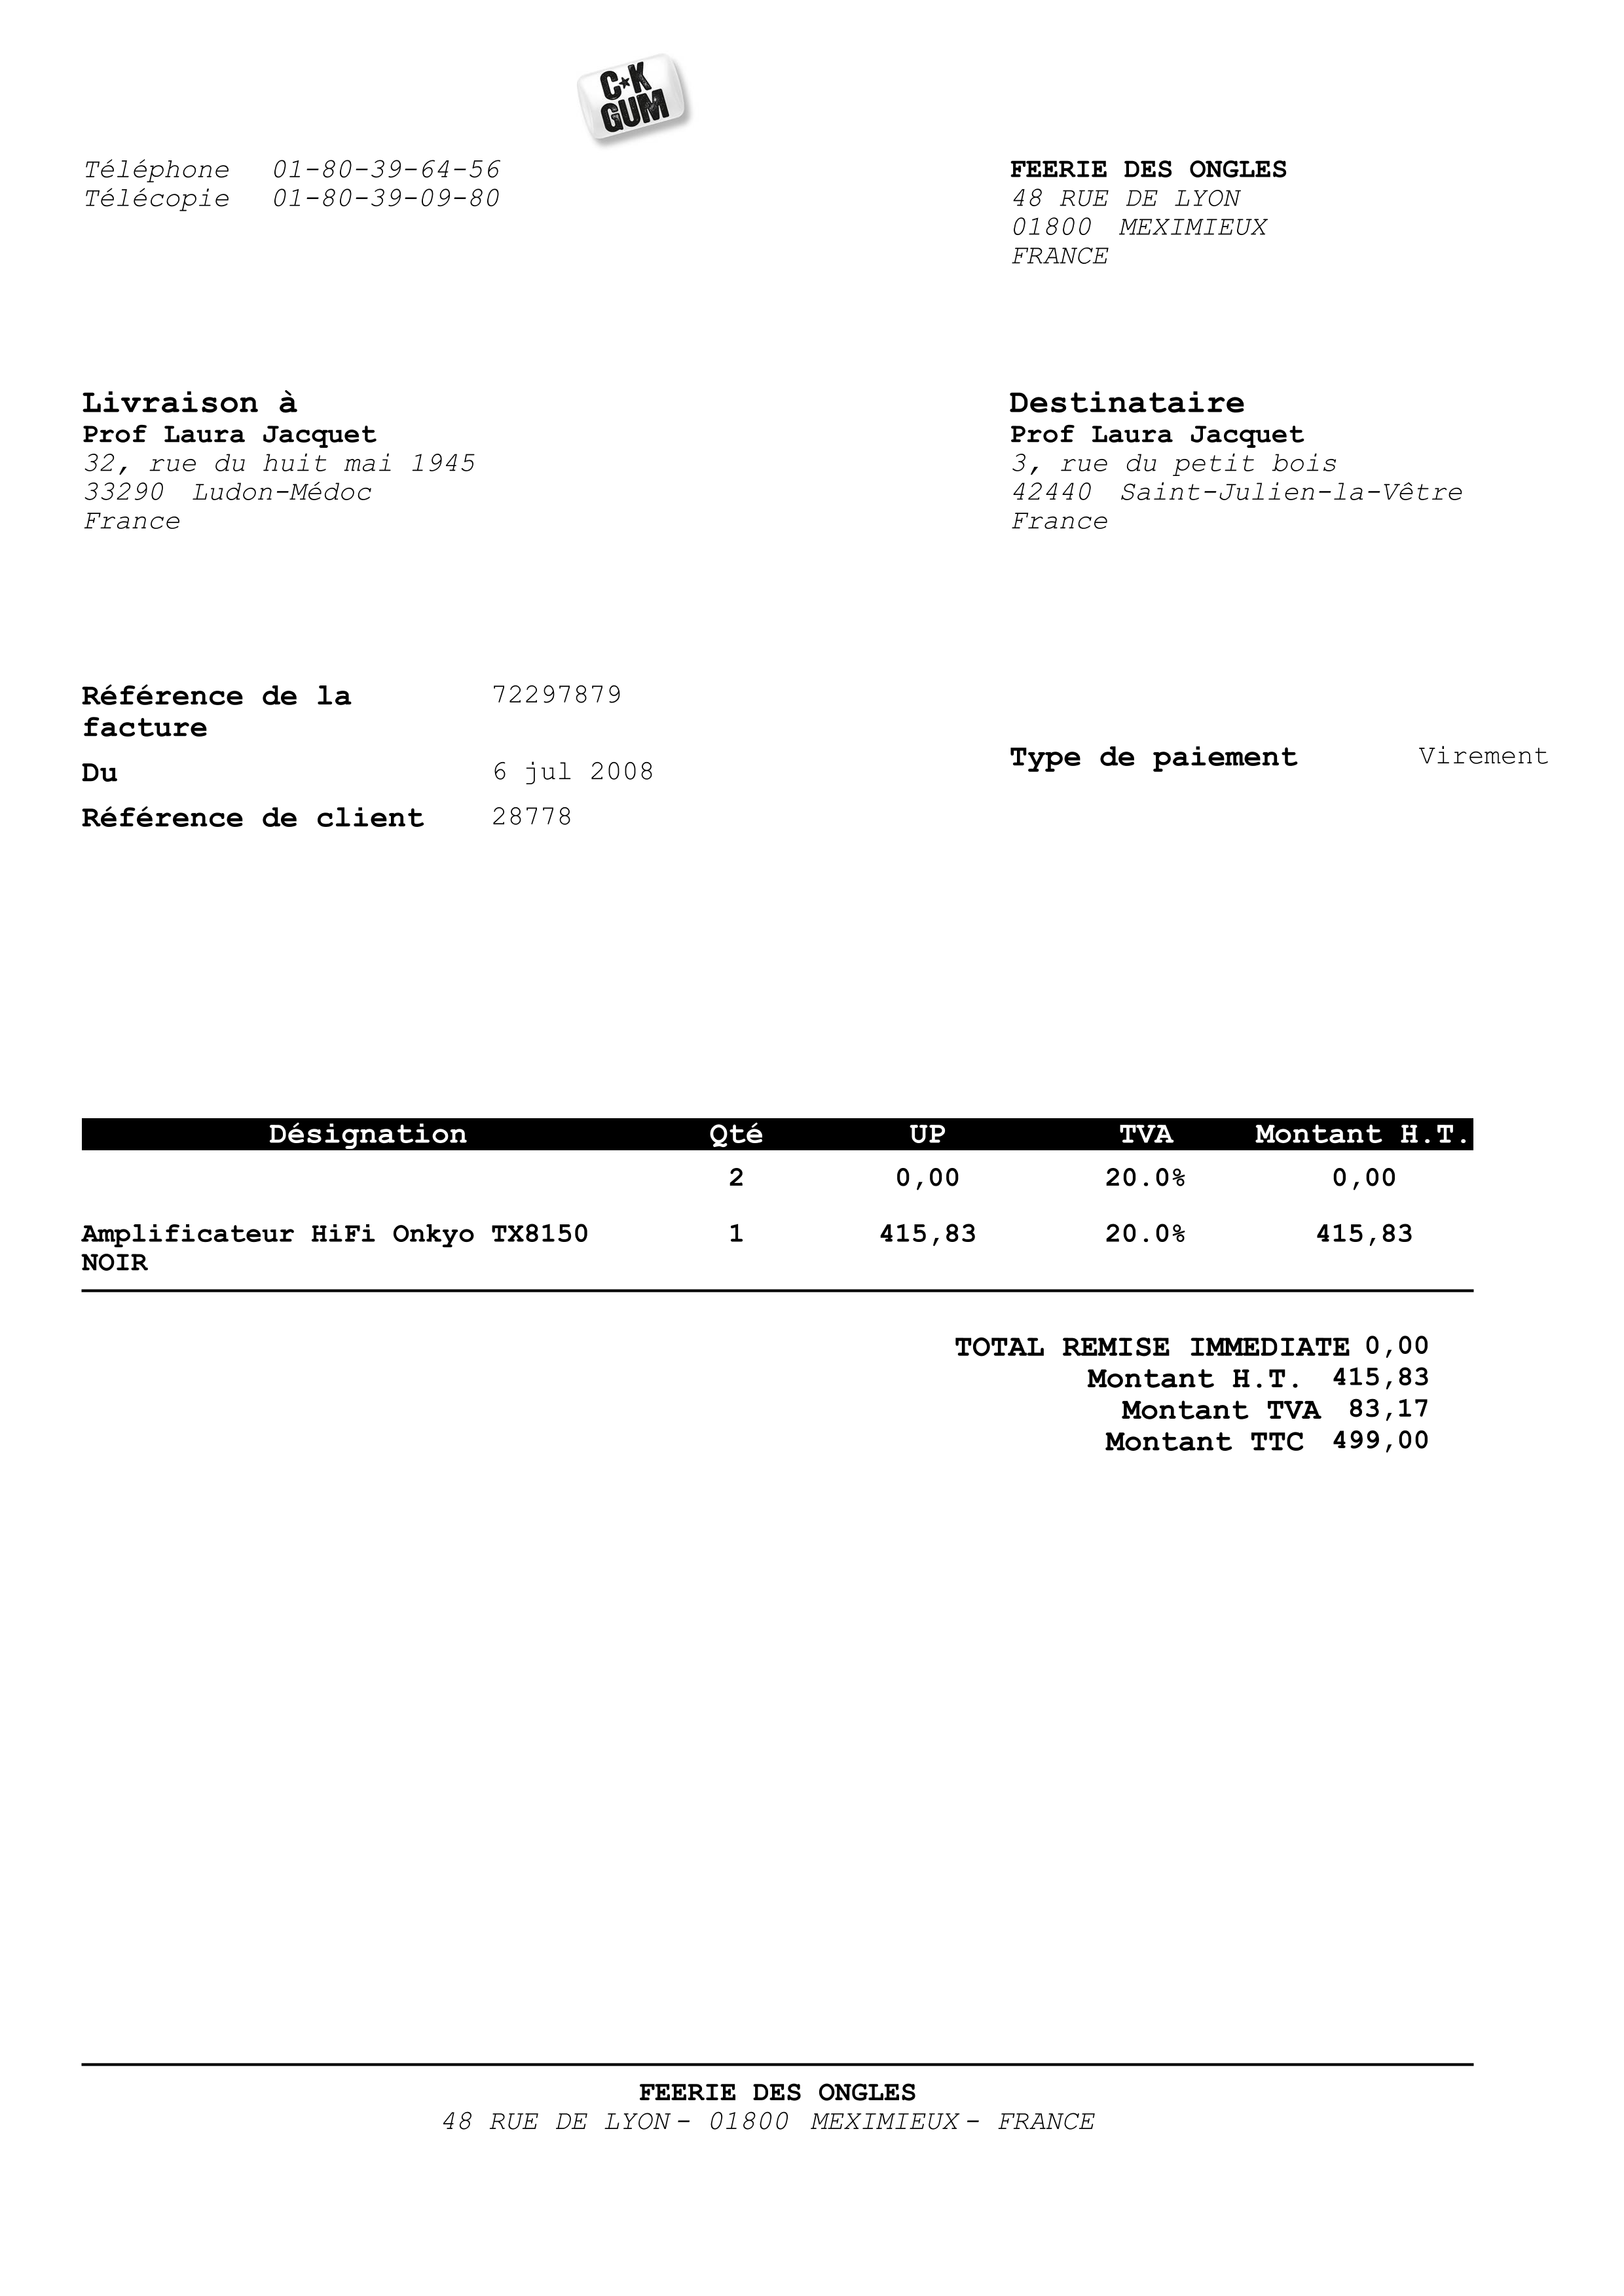 C★K
GUM
Téléphone 01-80-39-64-56
Télécopie 01-80-39-09-80
FEERIE DES ONGLES
48 RUE DE LYON
01800 MEXIMIEUX
FRANCE
Livraison à
Prof Laura Jacquet
32, rue du huit mai 1945
33290 Ludon-Médoc
France
Destinataire
Prof Laura Jacquet
3, rue du petit bois
42440 Saint-Julien-la-Vêtre
France
Référence de la 72297879
facture
Du 6 jul 2008
Référence de client 28778
Type de paiement Virement
Désignation Qté UP TVA Montant H.T.
2 0,00 20.0% 0,00
Amplificateur HiFi Onkyo TX8150 1 415,83 20.0% 415,83
NOIR
TOTAL REMISE IMMEDIATE 0,00
Montant H.T. 415,83
Montant TVA 83,17
Montant TTC 499,00
FEERIE DES ONGLES
48 RUE DE LYON - 01800 MEXIMIEUX - FRANCE